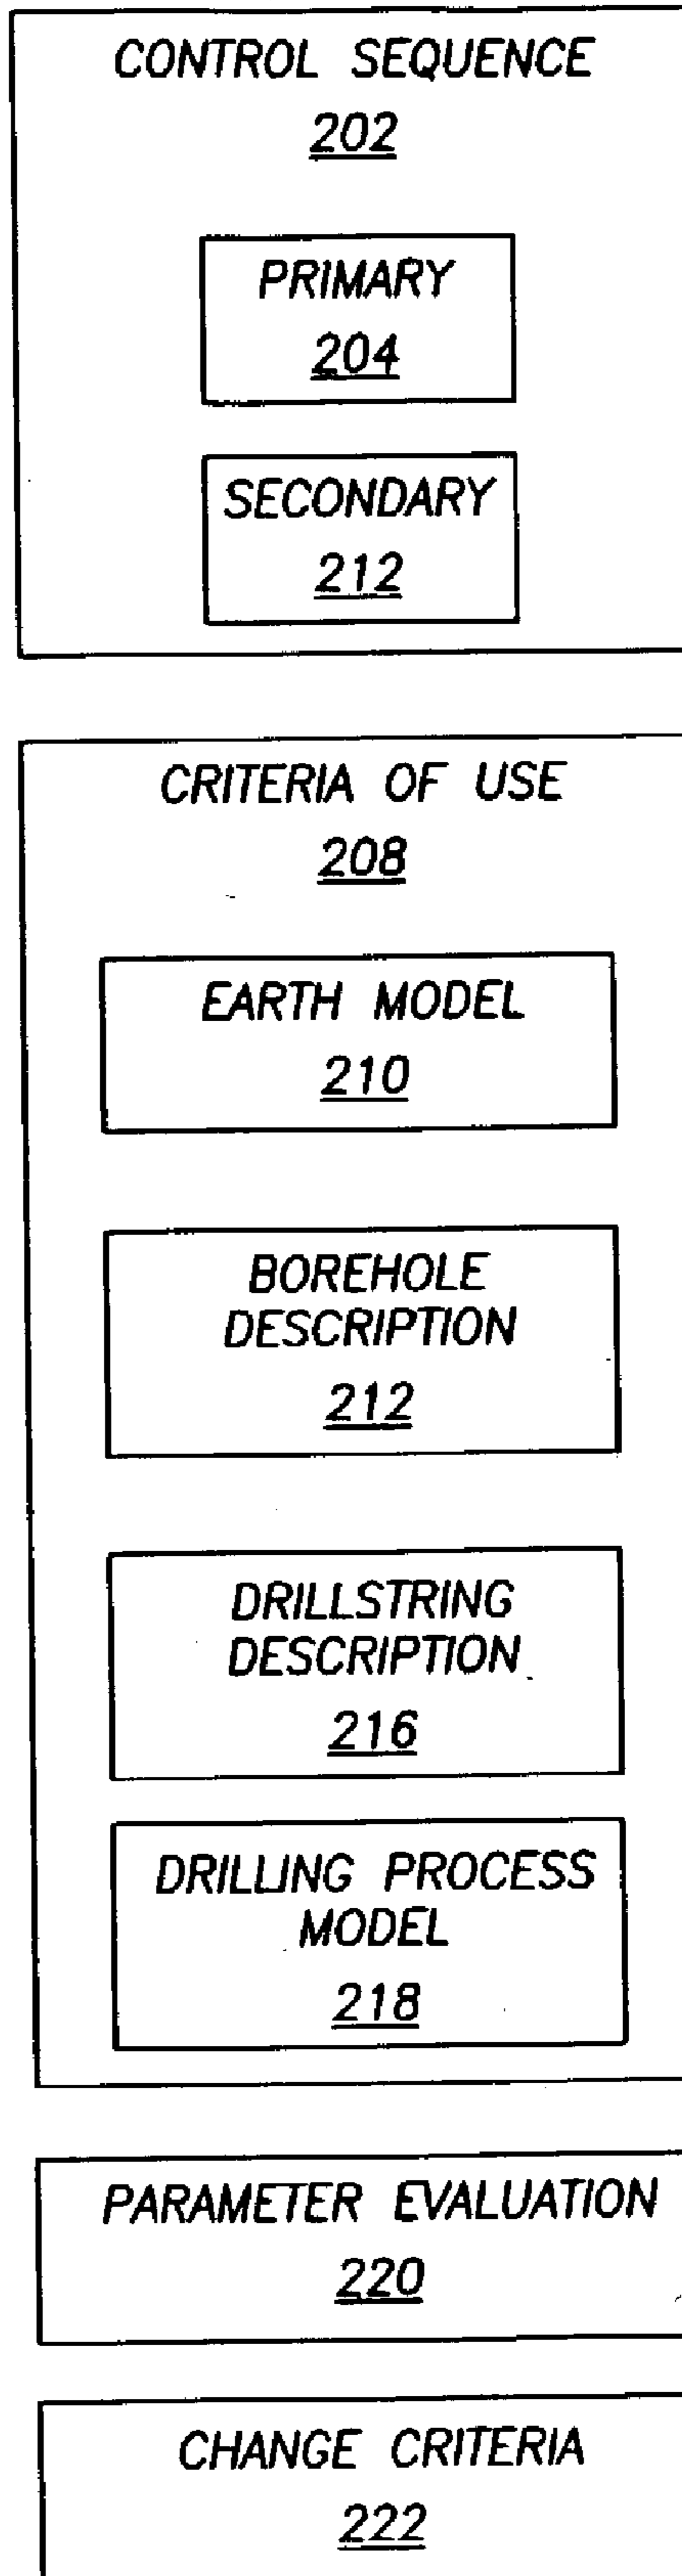 CONTROL SEQUENCE
202
PRIMARY
204
SECONDARY
212
CRITERIA OF USE
208
EARTH MODEL
210
BOREHOLE
DESCRIPTION
212
DRILLSTRING
DESCRIPTION
216
DRILLING PROCESS
MODEL
218
PARAMETER EVALUATION
220
CHANGE CRITERIA
222